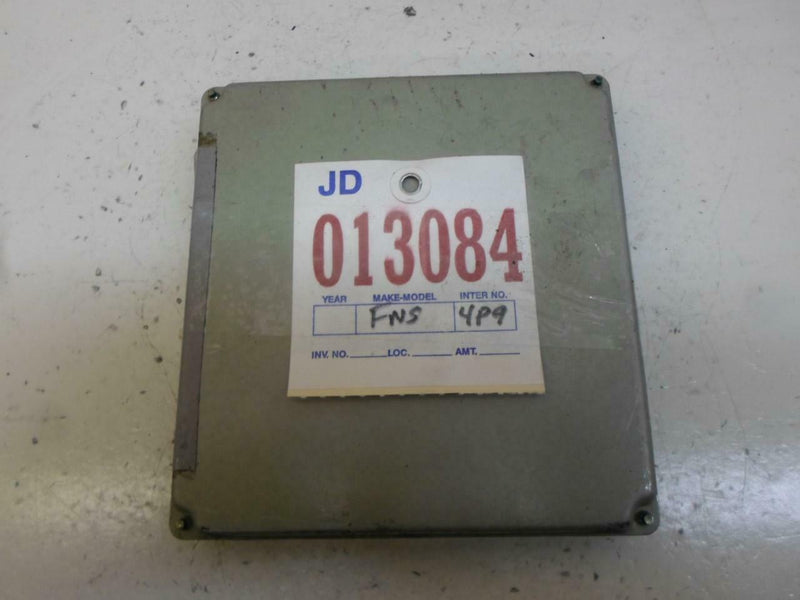 JD
013084
YEAR MAKE-MODEL INTER NO.
FNS 4P9
INV. NO. LOC. AMT.